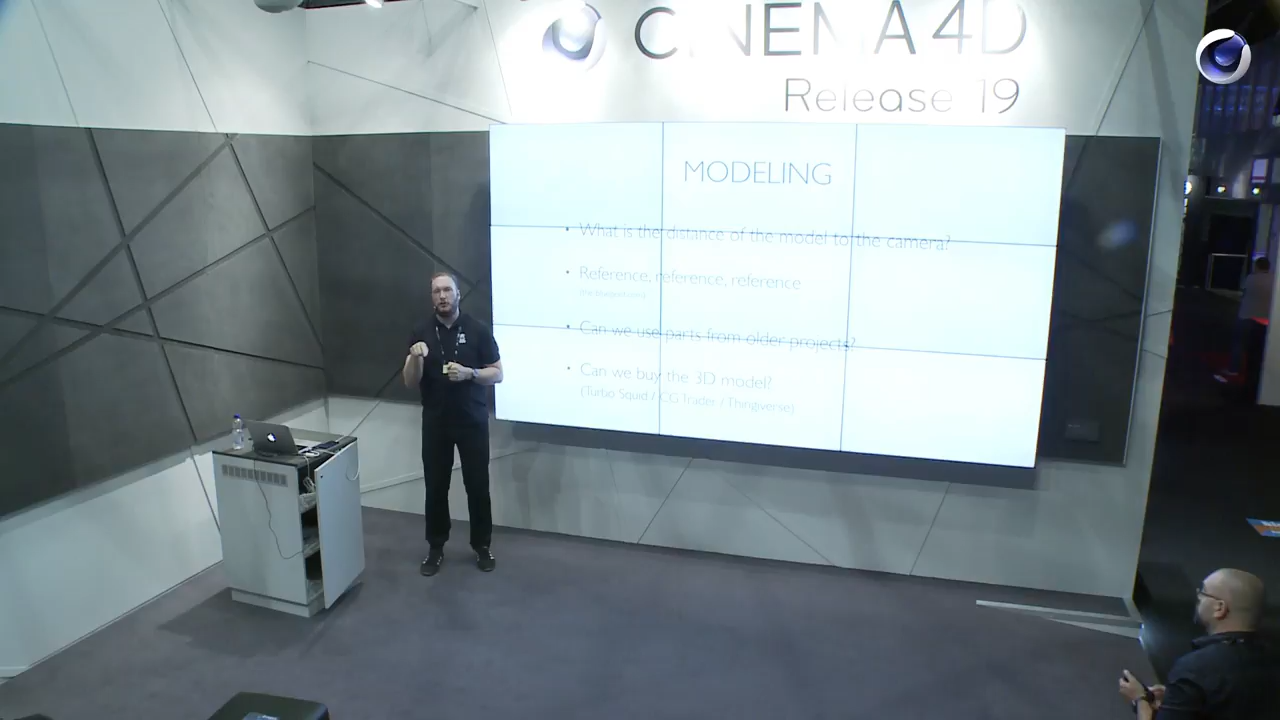 CINEMA 4D
Release 19
MODELING
• What is the distance of the model to the camera?
• Reference, reference, reference
• Can we use parts from older projects?
• Can we buy the 3D model?
(Turbo Squid / CG Trader / Thingiverse)